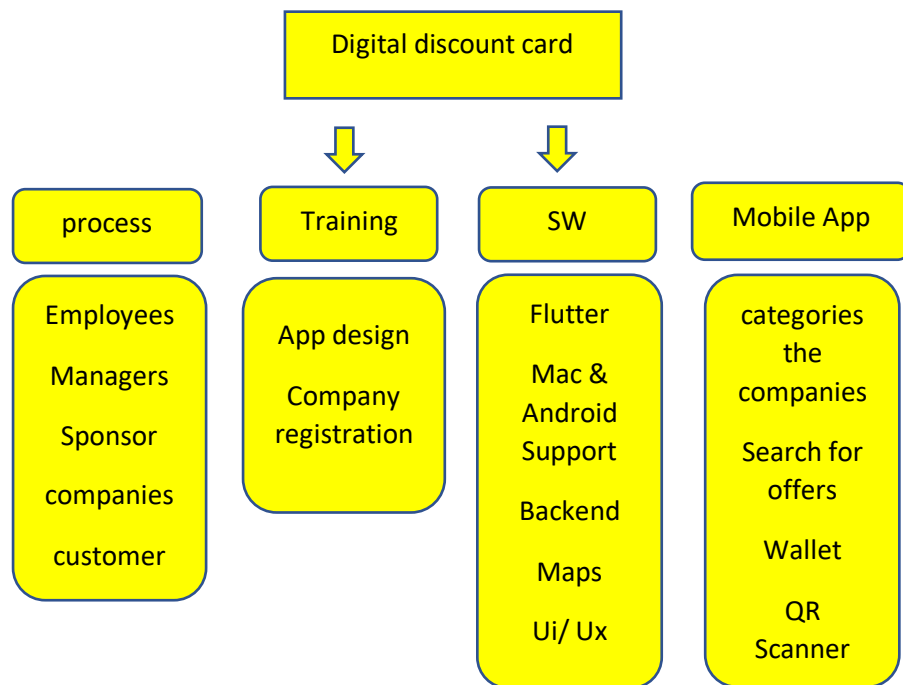 Digital discount card
process
Training
SW
Mobile App
Employees
Managers
Sponsor
companies
customer
App design
Company
registration
Flutter
Mac &
Android
Support
Backend
Maps
Ui/ Ux
categories
the
companies
Search for
offers
Wallet
QR
Scanner